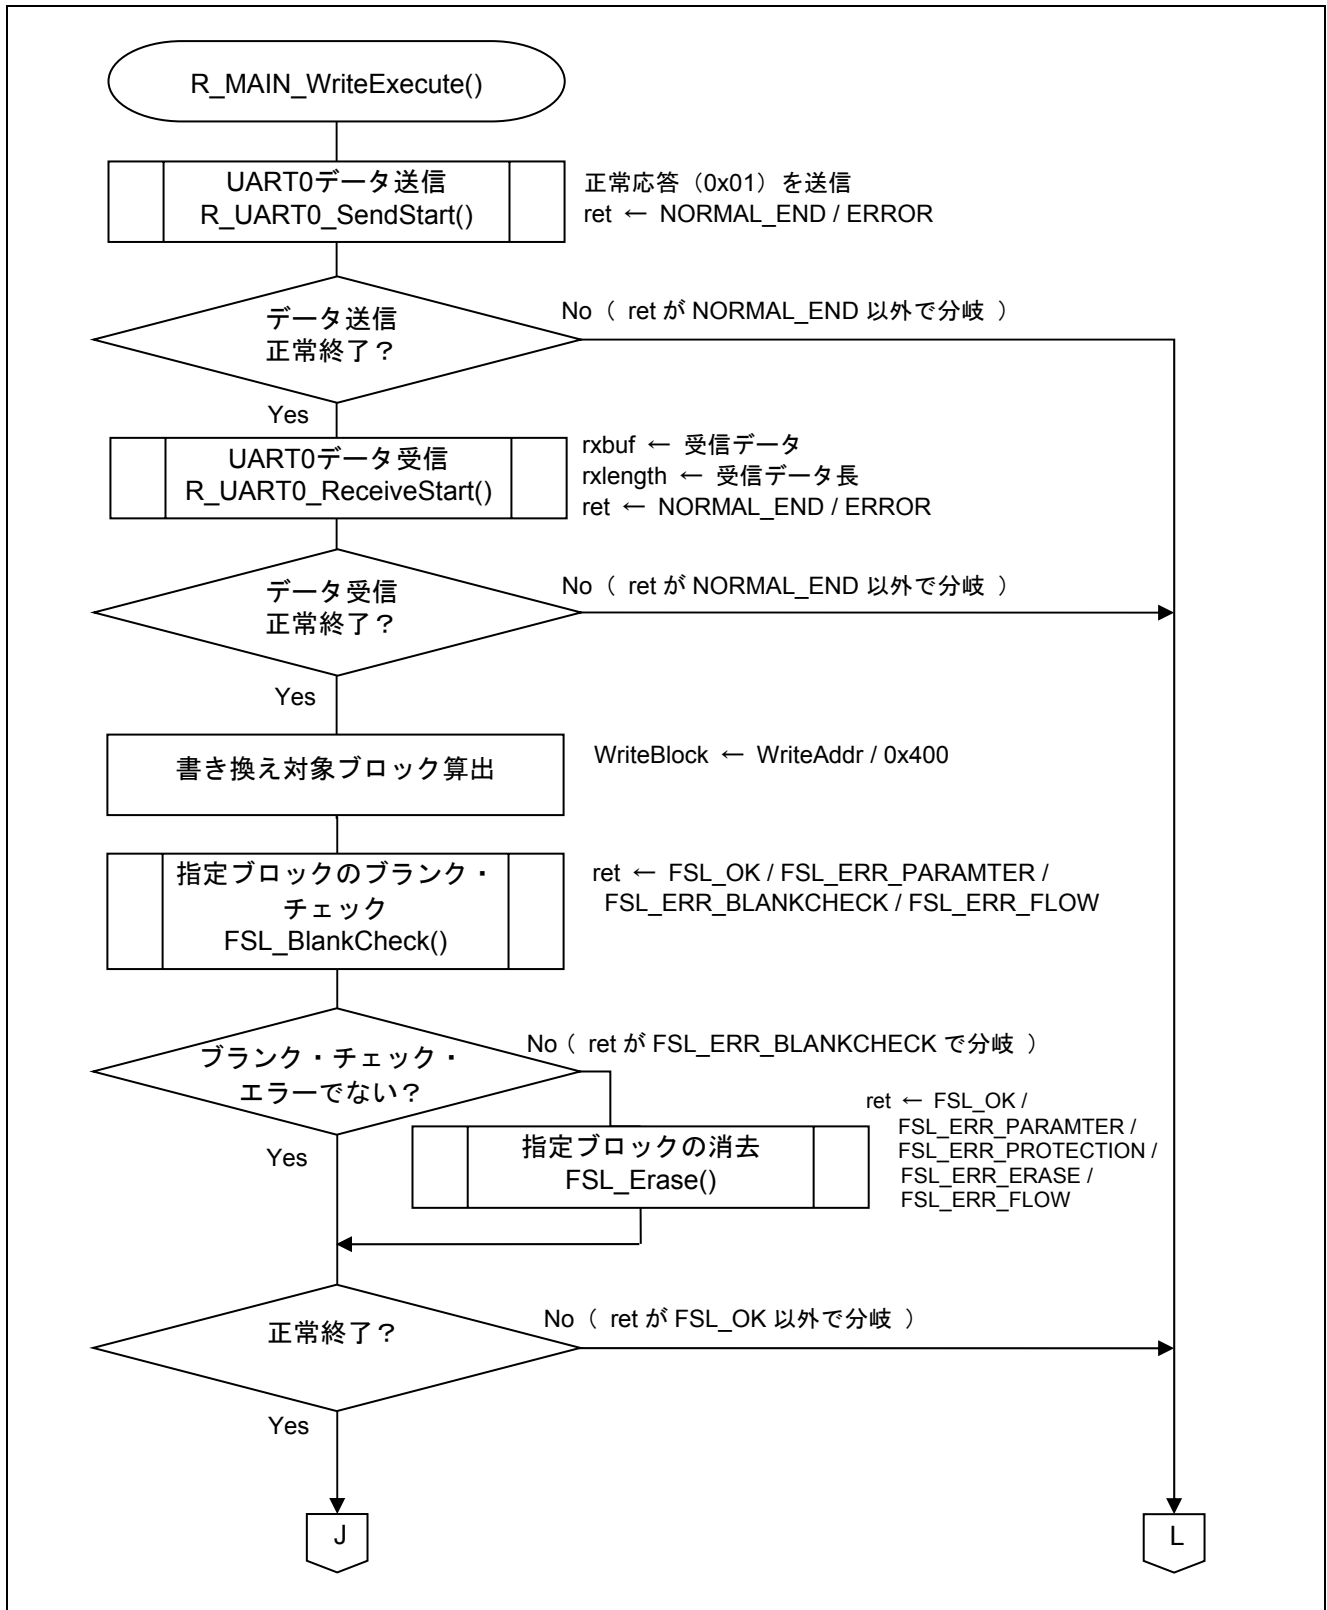 R_MAIN_WriteExecute()
UART0データ送信
R_UART0_SendStart()
正常応答（0x01）を送信
ret ← NORMAL_END / ERROR
データ送信
正常終了？
No（ ret が NORMAL_END 以外で分岐 ）
Yes
UART0データ受信
R_UART0_ReceiveStart()
rxbuf ← 受信データ
rxlength ← 受信データ長
ret ← NORMAL_END / ERROR
データ受信
正常終了？
No（ ret が NORMAL_END 以外で分岐 ）
Yes
書き換え対象ブロック算出
WriteBlock ← WriteAddr / 0x400
指定ブロックのブランク・
チェック
FSL_BlankCheck()
ret ← FSL_OK / FSL_ERR_PARAMTER /
FSL_ERR_BLANKCHECK / FSL_ERR_FLOW
ブランク・チェック・
エラーでない？
No（ ret が FSL_ERR_BLANKCHECK で分岐 ）
Yes
指定ブロックの消去
FSL_Erase()
ret ← FSL_OK /
FSL_ERR_PARAMTER /
FSL_ERR_PROTECTION /
FSL_ERR_ERASE /
FSL_ERR_FLOW
正常終了？
No（ ret が FSL_OK 以外で分岐 ）
Yes
J
L